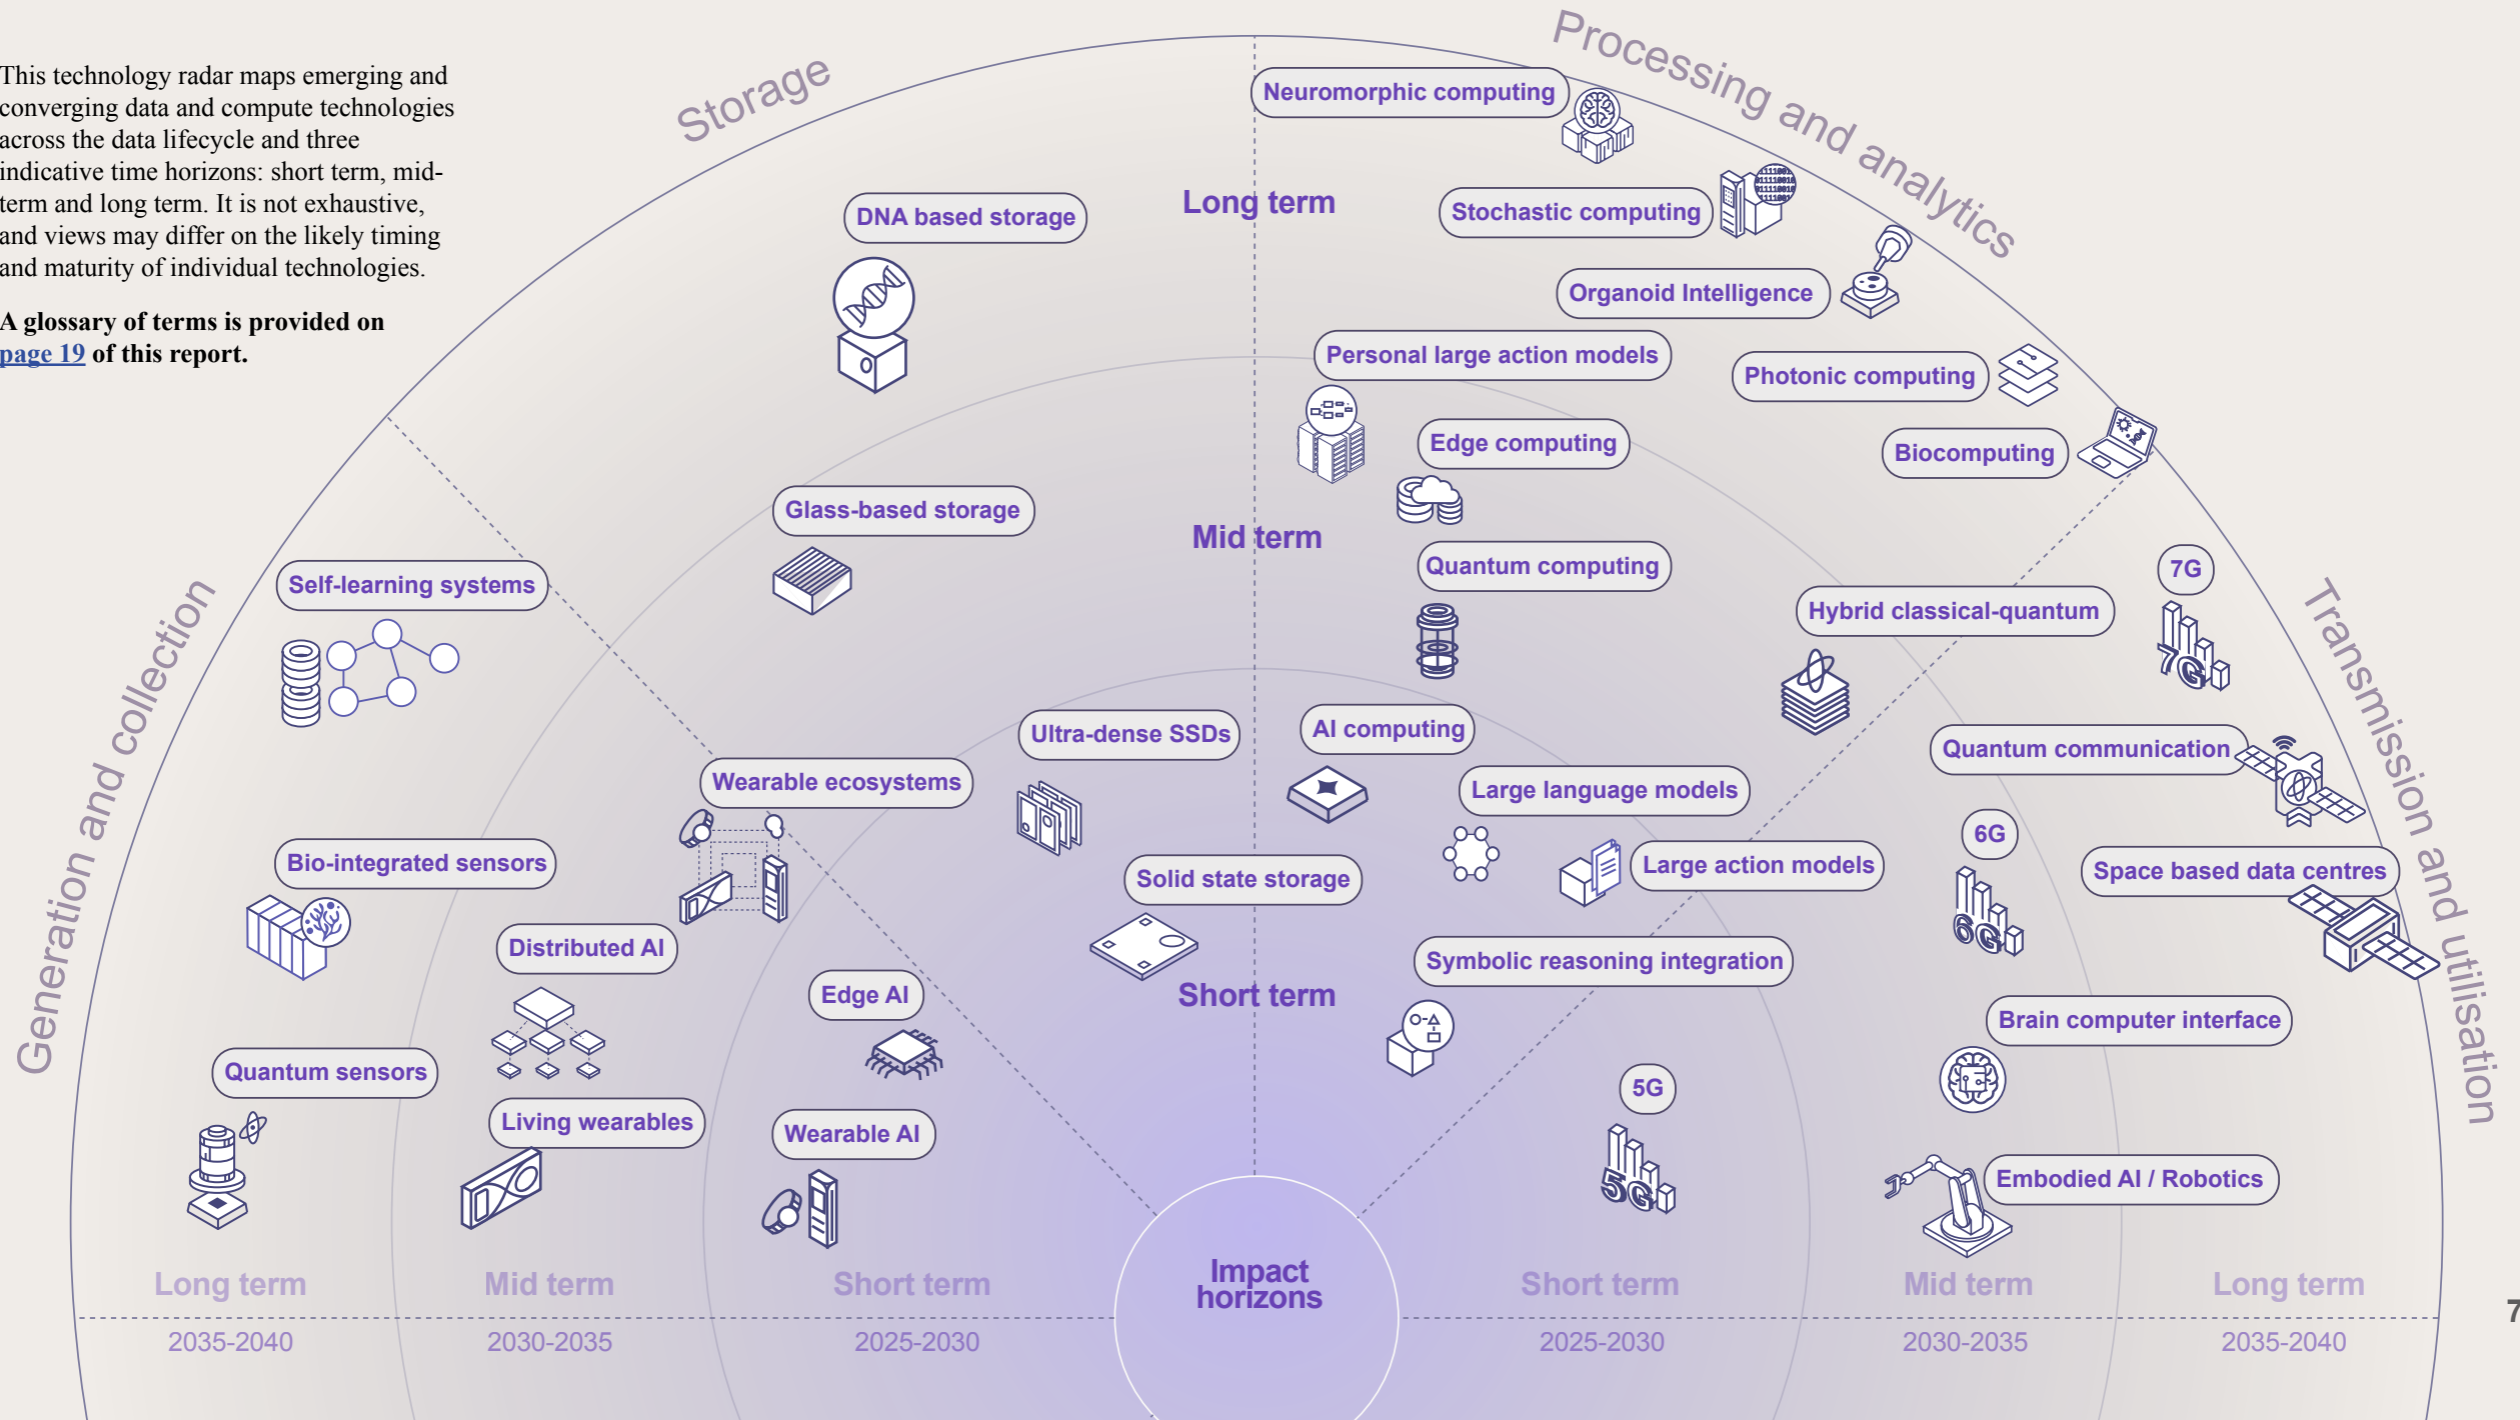 This technology radar maps emerging and
converging data and compute technologies
across the data lifecycle and three
indicative time horizons: short term, mid-
term and long term. It is not exhaustive,
and views may differ on the likely timing
and maturity of individual technologies.
A glossary of terms is provided on
page 19 of this report.
Storage
Processing and analytics
Generation and collection
Transmission and utilisation
Neuromorphic computing
DNA based storage
Long term
Stochastic computing
Organoid Intelligence
Personal large action models
Photonic computing
Edge computing
Biocomputing
Glass-based storage
Mid term
Quantum computing
7G
7G
Self-learning systems
Hybrid classical-quantum
Ultra-dense SSDs
AI computing
Quantum communication
Wearable ecosystems
Large language models
6G
6G
Bio-integrated sensors
Solid state storage
Large action models
Space based data centres
Distributed AI
Symbolic reasoning integration
Edge AI
Short term
Brain computer interface
Quantum sensors
5G
5G
Living wearables
Wearable AI
Embodied AI / Robotics
Impact
horizons
Long term
Mid term
Short term
Short term
Mid term
Long term
7
2035-2040
2030-2035
2025-2030
2025-2030
2030-2035
2035-2040